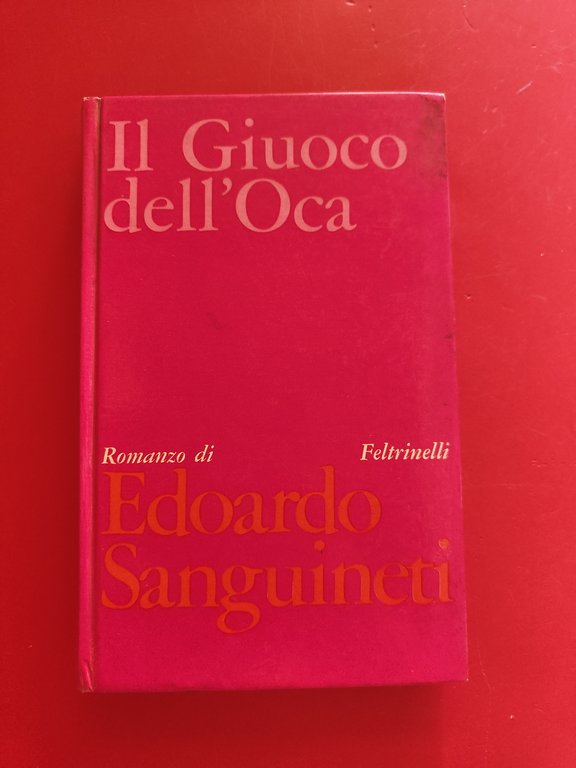 Il Giuoco
dell'Oca
Romanzo di Feltrinelli
Edoardo
Sanguineti